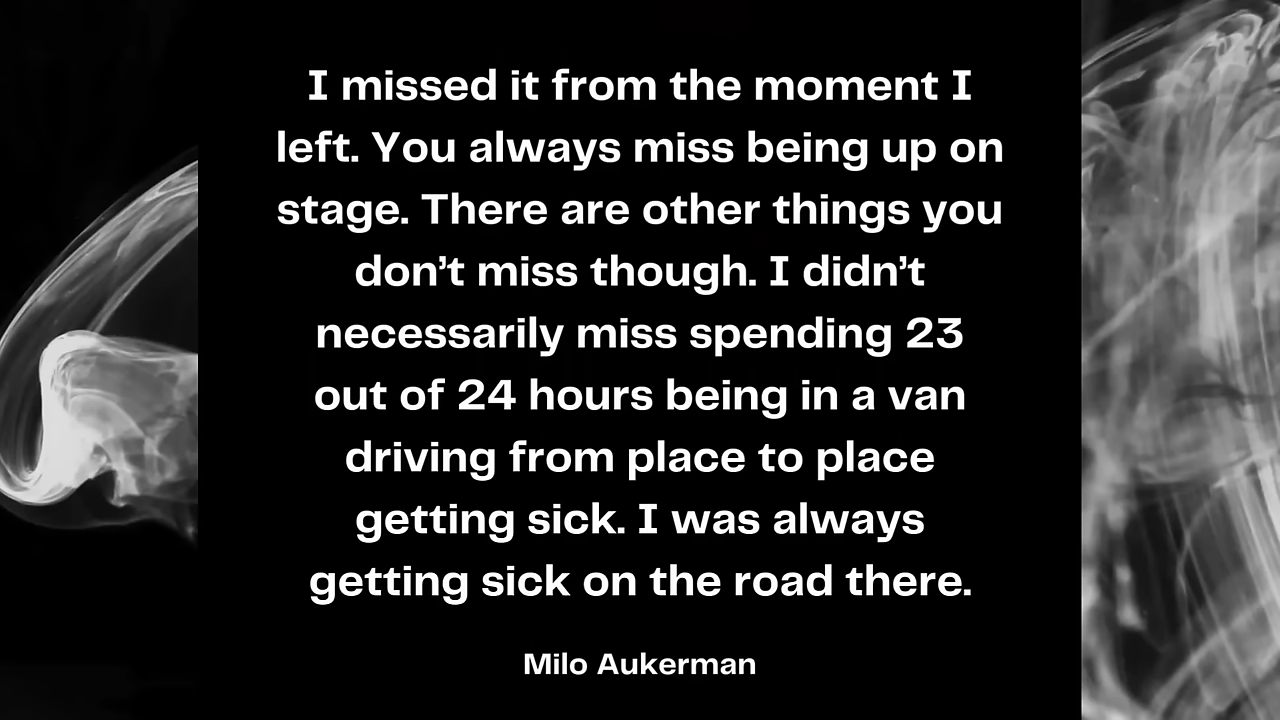 I missed it from the moment I
left. You always miss being up on
stage. There are other things you
don’t miss though. I didn’t
necessarily miss spending 23
out of 24 hours being in a van
driving from place to place
getting sick. I was always
getting sick on the road there.
Milo Aukerman